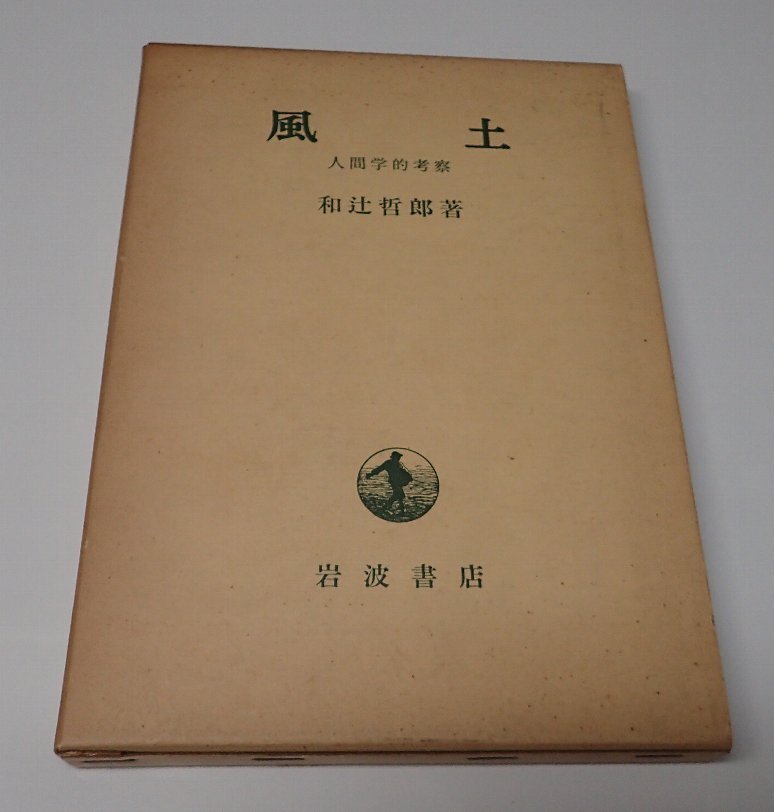 風土
人間学的考察
和辻哲郎著
岩波書店